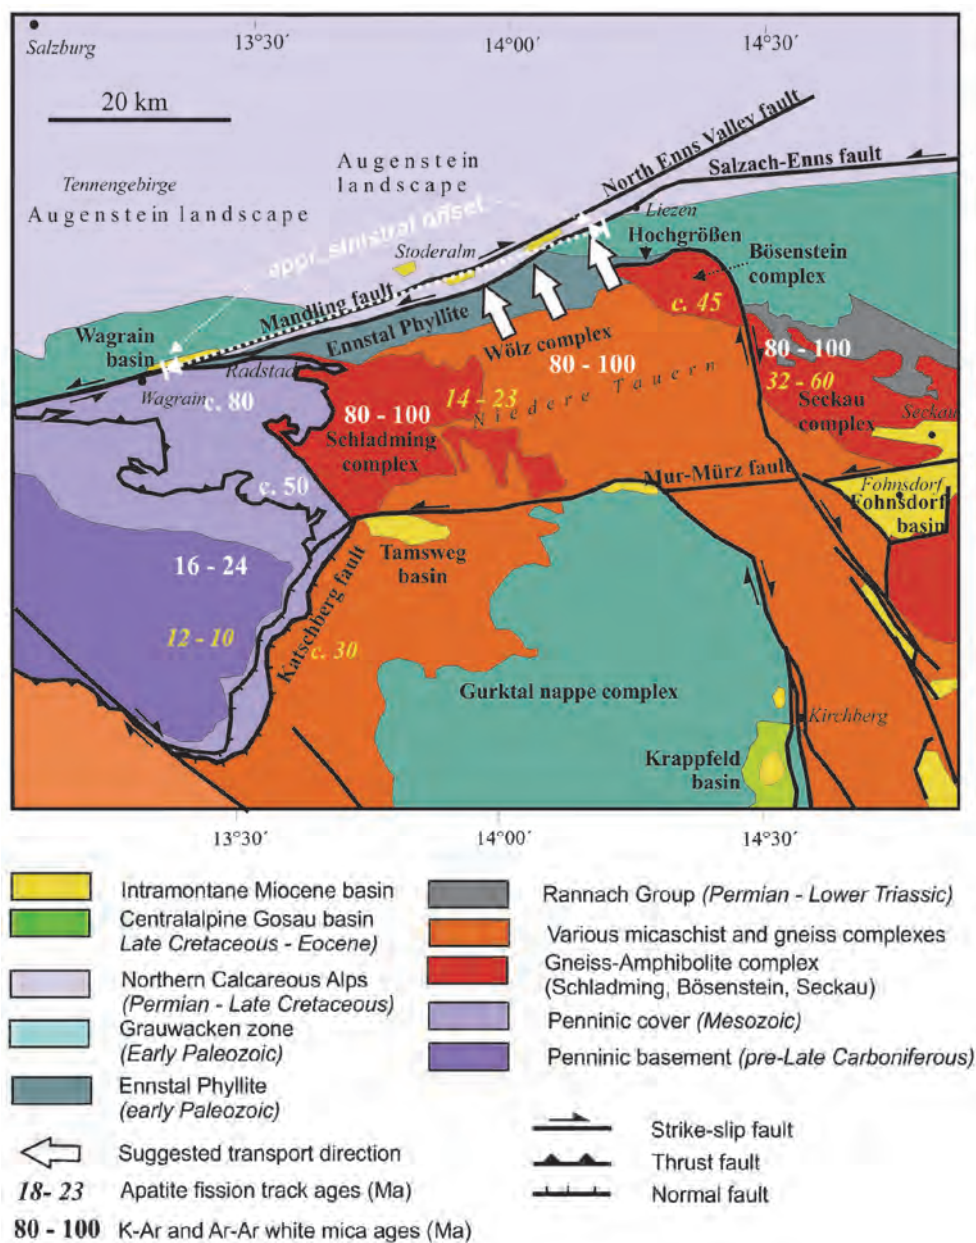 Salzburg
13°30´
14°00´
14°30´
20 km
North Enns Valley fault
Salzach-Enns fault
Augenstein
landscape
Tennengebirge
Augenstein landscape
appr. sinistral offset
Stoderalm
Liezen
Hochgrößen
Bösenstein
complex
Mandling fault
c. 45
Ennstal Phyllite
Wagrain
basin
Wölz complex
80 - 100
80 - 100
Radstadt
Wagrain
c. 80
14 - 23
32 - 60
Niedere Tauern
80 - 100
Seckau
complex
Seckau
Schladming
complex
Mur-Mürz fault
c. 50
Fohnsdorf
Fohnsdorf
basin
16 - 24
Tamsweg
basin
Katschberg fault
12 - 10
c. 30
Gurktal nappe complex
Kirchberg
Krappfeld
basin
13°30´
14°00´
14°30´
Intramontane Miocene basin
Centralalpine Gosau basin
Late Cretaceous - Eocene)
Northern Calcareous Alps
(Permian - Late Cretaceous)
Grauwacken zone
(Early Paleozoic)
Ennstal Phyllite
(early Paleozoic)
Suggested transport direction
18- 23 Apatite fission track ages (Ma)
80 - 100 K-Ar and Ar-Ar white mica ages (Ma)
Rannach Group (Permian - Lower Triassic)
Various micaschist and gneiss complexes
Gneiss-Amphibolite complex
(Schladming, Bösenstein, Seckau)
Penninic cover (Mesozoic)
Penninic basement (pre-Late Carboniferous)
Strike-slip fault
Thrust fault
Normal fault